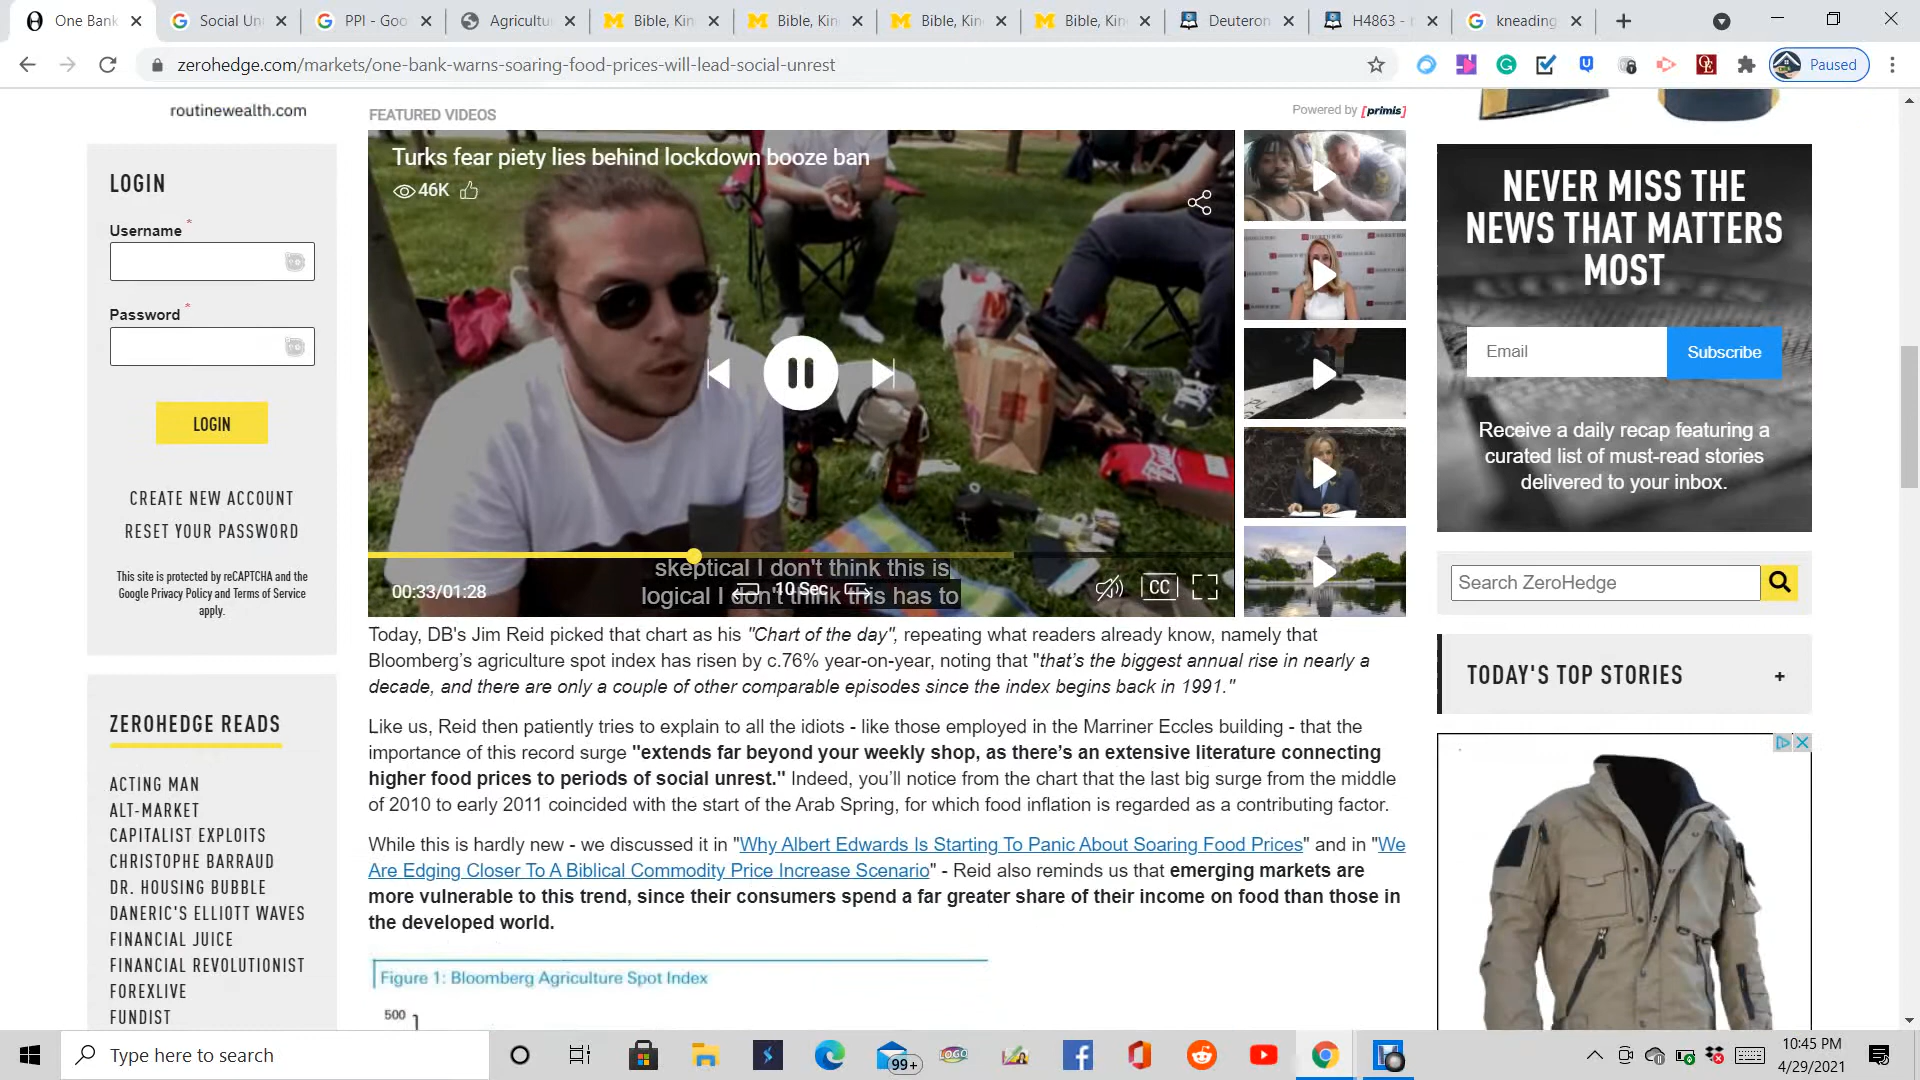 One Bank
Social Un
PPI - Goo
Agricultu
Bible, Kin
Bible, Kin
Bible, Kin
Bible, Kin
Deuteron
H4863 -
kneading
zerohedge.com/markets/one-bank-warns-soaring-food-prices-will-lead-social-unrest
Paused
routinewealth.com
LOGIN
Username *
Password *
LOGIN
CREATE NEW ACCOUNT
RESET YOUR PASSWORD
This site is protected by reCAPTCHA and the
Google Privacy Policy and Terms of Service
apply.
ZEROHEDGE READS
ACTING MAN
ALT-MARKET
CAPITALIST EXPLOITS
CHRISTOPHE BARRAUD
DR. HOUSING BUBBLE
DANERIC'S ELLIOTT WAVES
FINANCIAL JUICE
FINANCIAL REVOLUTIONIST
FOREXLIVE
FUNDIST
FEATURED VIDEOS
Powered by [primis]
Turks fear piety lies behind lockdown booze ban
46K
skeptical I don't think this is
logical I don't think this has to
00:33/01:28
10 Sec
CC
Today, DB's Jim Reid picked that chart as his "Chart of the day", repeating what readers already know, namely that
Bloomberg's agriculture spot index has risen by c.76% year-on-year, noting that "that's the biggest annual rise in nearly a
decade, and there are only a couple of other comparable episodes since the index begins back in 1991."
Like us, Reid then patiently tries to explain to all the idiots - like those employed in the Marriner Eccles building - that the
importance of this record surge "extends far beyond your weekly shop, as there's an extensive literature connecting
higher food prices to periods of social unrest." Indeed, you'll notice from the chart that the last big surge from the middle
of 2010 to early 2011 coincided with the start of the Arab Spring, for which food inflation is regarded as a contributing factor.
While this is hardly new - we discussed it in "Why Albert Edwards Is Starting To Panic About Soaring Food Prices" and in "We
Are Edging Closer To A Biblical Commodity Price Increase Scenario" - Reid also reminds us that emerging markets are
more vulnerable to this trend, since their consumers spend a far greater share of their income on food than those in
the developed world.
Figure 1: Bloomberg Agriculture Spot Index
500
NEVER MISS THE
NEWS THAT MATTERS
MOST
Email
Subscribe
Receive a daily recap featuring a
curated list of must-read stories
delivered to your inbox.
Search ZeroHedge
TODAY'S TOP STORIES +
Type here to search
99+
LOGO
10:45 PM
4/29/2021